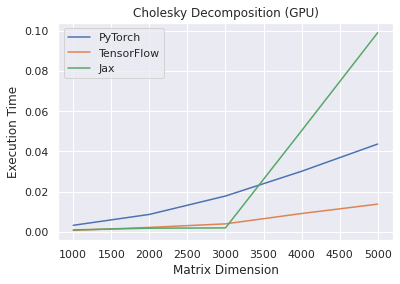 Cholesky Decomposition (GPU)
PyTorch
TensorFlow
Jax
Execution Time
0.10
0.08
0.06
0.04
0.02
0.00
1000 1500 2000 2500 3000 3500 4000 4500 5000
Matrix Dimension